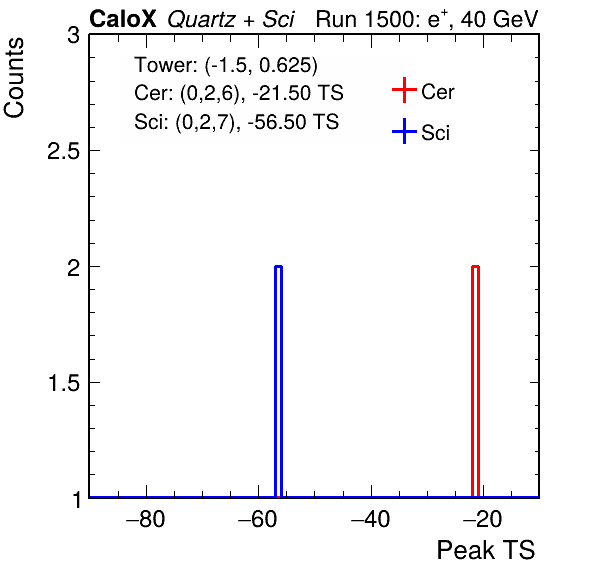 CaloX Quartz + Sci Run 1500: e⁺, 40 GeV
Counts
Tower: (-1.5, 0.625)
Cer: (0,2,6), -21.50 TS
Sci: (0,2,7), -56.50 TS
Cer
Sci
3
2.5
2
1.5
1
−80 −60 −40 −20
Peak TS